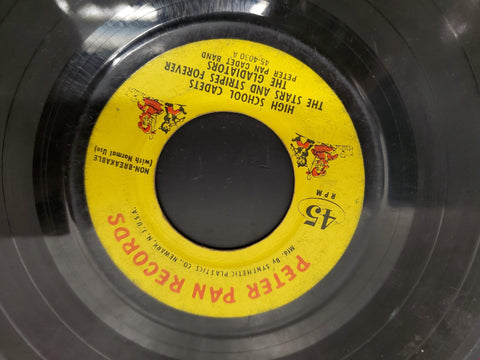 PETER PAN RECORDS
Mfg. By SYNTHETIC PLASTICS CO., NEWARK, N.J. U.S.A.
45
RPM
NON-BREAKABLE
(with Normal Use)
HIGH SCHOOL CADETS
THE STARS AND STRIPES FOREVER
THE GLADIATORS
PETER PAN CADET BAND
45-4030 A